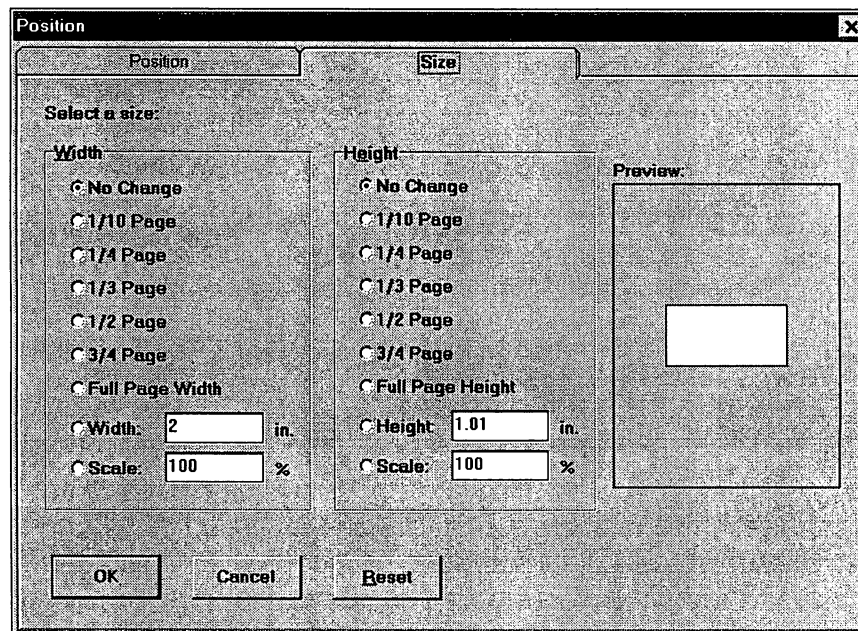 Position
Position
Size
Select a size:
Width
No Change
1/10 Page
1/4 Page
1/3 Page
1/2 Page
3/4 Page
Full Page Width
Width: 2 in.
Scale: 100 %
Height
No Change
1/10 Page
1/4 Page
1/3 Page
1/2 Page
3/4 Page
Full Page Height
Height: 1.01 in.
Scale: 100 %
Preview:
OK
Cancel
Reset